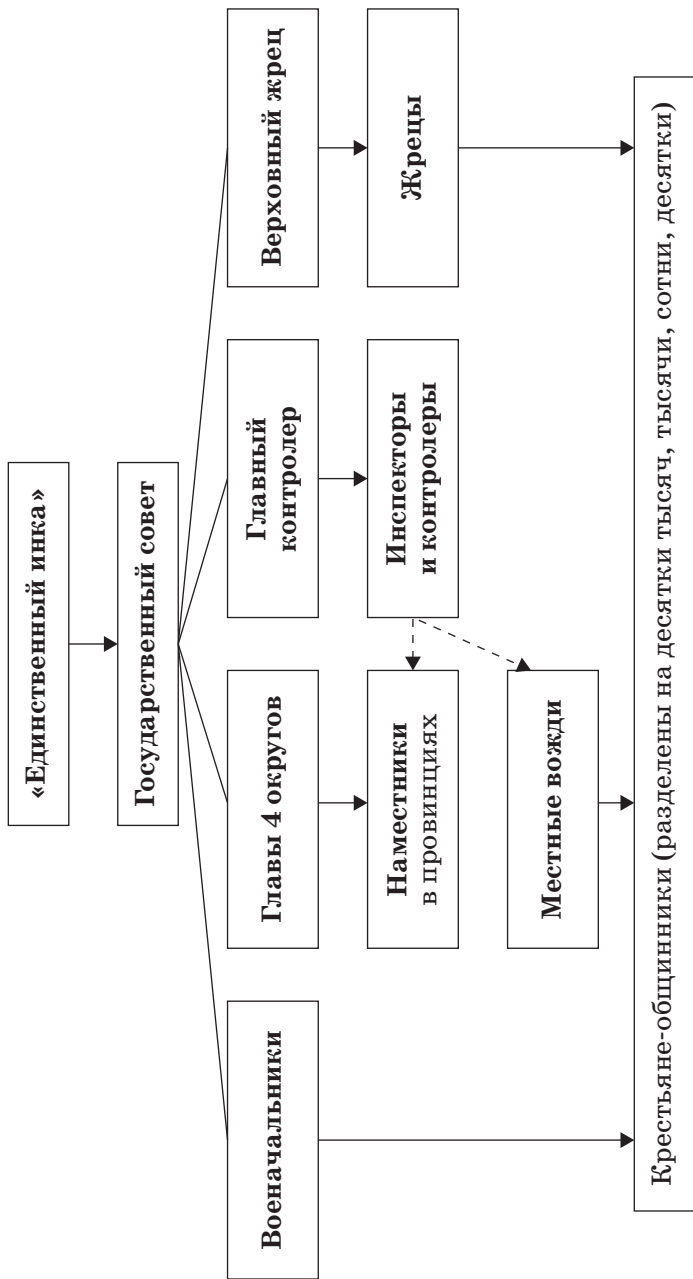 «Единственный инка»
Государственный совет
Военачальники
Главы 4 округов
Главный
контролер
Верховный жрец
Наместники
в провинциях
Инспекторы
и контролеры
Жрецы
Местные вожди
Крестьяне-общинники (разделены на десятки тысяч, тысячи, сотни, десятки)